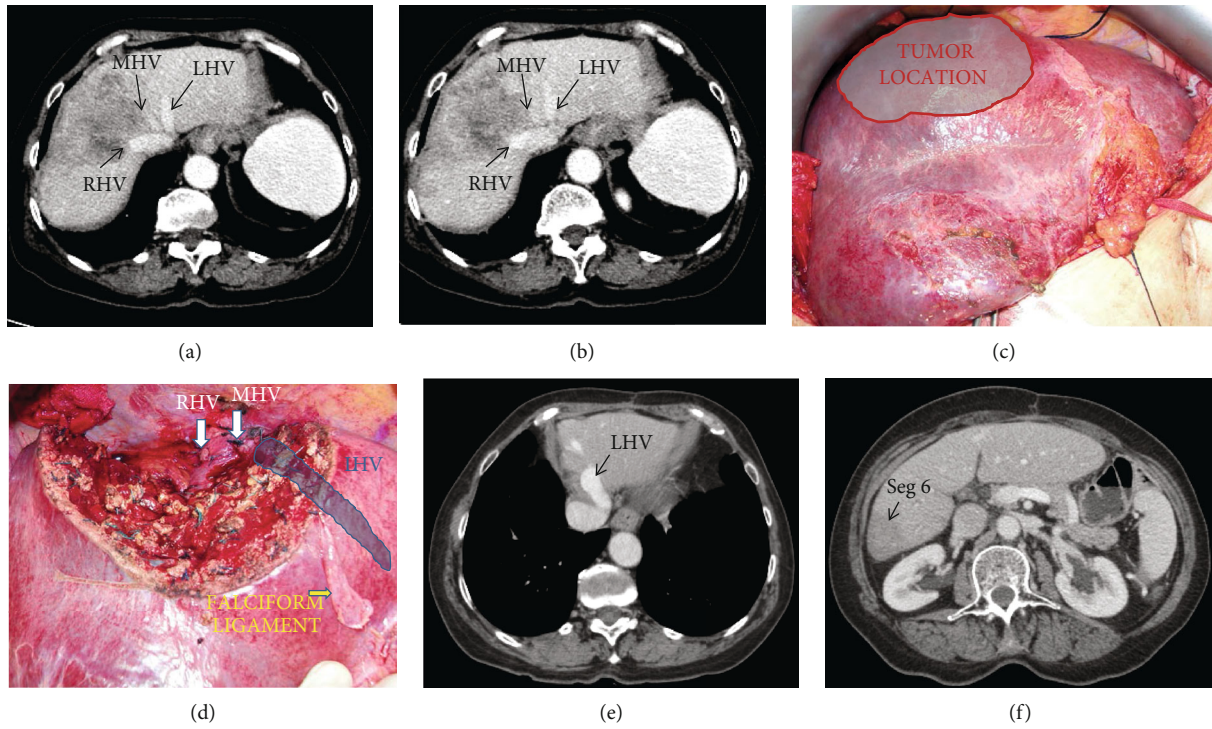 MHV
LHV
RHV
(a)
MHV
LHV
RHV
(b)
TUMOR
LOCATION
(c)
RHV
MHV
LHV
FALCIFORM
LIGAMENT
(d)
LHV
(e)
Seg 6
(f)